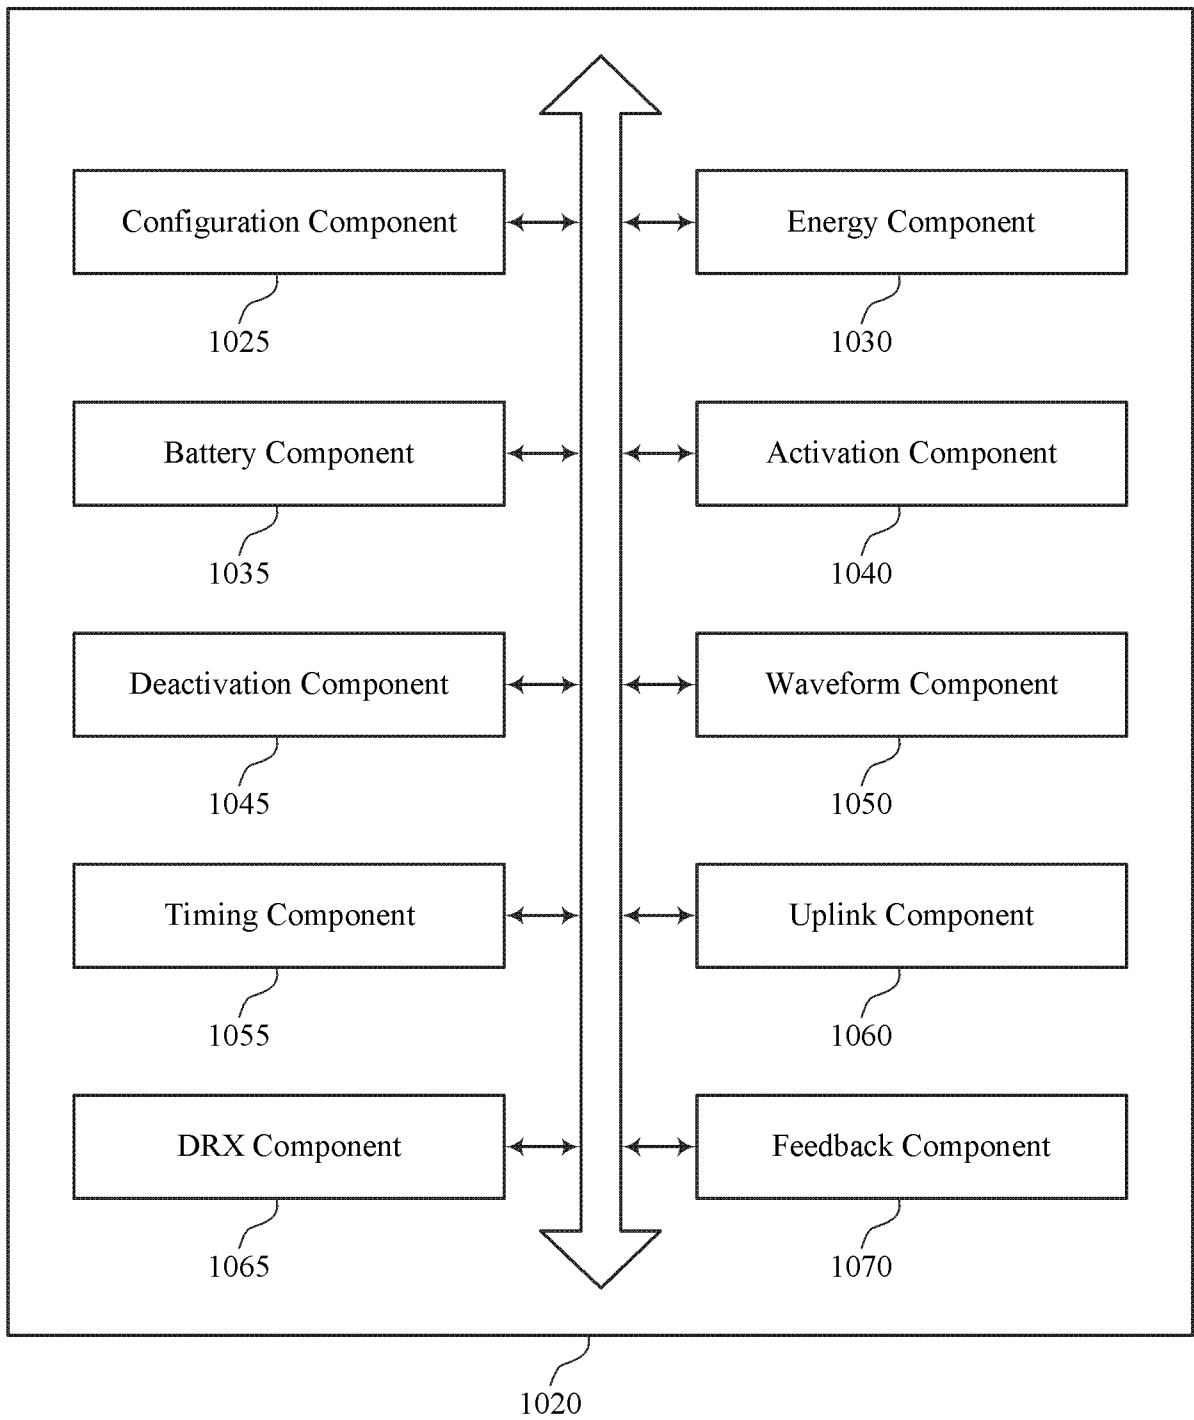 Configuration Component
Energy Component
1025
1030
Battery Component
Activation Component
1035
1040
Deactivation Component
Waveform Component
1045
1050
Timing Component
Uplink Component
1055
1060
DRX Component
Feedback Component
1065
1070
1020